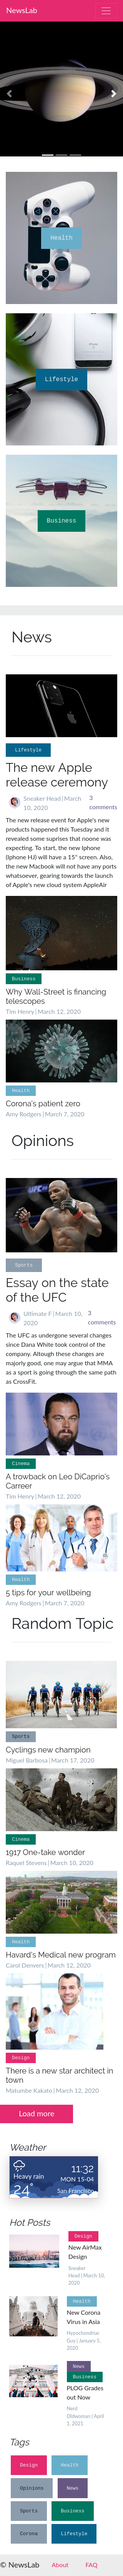 NewsLab
Health
Lifestyle
Business
News
Lifestyle
The new Apple
release ceremony
Sneaker Head | March
10, 2020
3
comments
The new release event for Apple's new
products happened this Tuesday and it
showed us some suprises that noone was
expecting. To start, the new Iphone
(Iphone HJ) will have a 15" screen. Also,
the new Mackbook will not have any ports
whatsoever, gearing towards the launch
of Apple's new cloud system AppleAir
Business
Why Wall-Street is financing
telescopes
Tim Henry | March 12, 2020
Health
Corona's patient zero
Amy Rodgers | March 7, 2020
Opinions
Sports
Essay on the state
of the UFC
Ultimate F | March 10,
2020
3
comments
The UFC as undergone several changes
since Dana White took control of the
company. Altough these changes are
majorly good, one may argue that MMA
as a sport is going through the same path
as CrossFit.
Cinema
A trowback on Leo DiCaprio's
Carreer
Tim Henry | March 12, 2020
Health
5 tips for your wellbeing
Amy Rodgers | March 7, 2020
Random Topic
Sports
Cyclings new champion
Miguel Barbosa | March 17, 2020
Cinema
1917 One-take wonder
Raquel Stevens | March 10, 2020
Health
Havard's Medical new program
Carol Denvers | March 12, 2020
Design
There is a new star architect in
town
Matumbe Kakato | March 12, 2020
Load more
Weather
Heavy rain
24°
11:32
MON 15-04
San Francisco
Hot Posts
Design
New AirMax
Design
Sneaker
Head | March 10,
2020
Health
New Corona
Virus in Asia
Hypochondriac
Guy | January 5,
2020
News
Business
PLOG Grades
out Now
Nerd
Oldwoman | April
1, 2021
Tags
Design
Health
Opinions
News
Sports
Business
Corona
Lifestyle
© NewsLab
About
FAQ